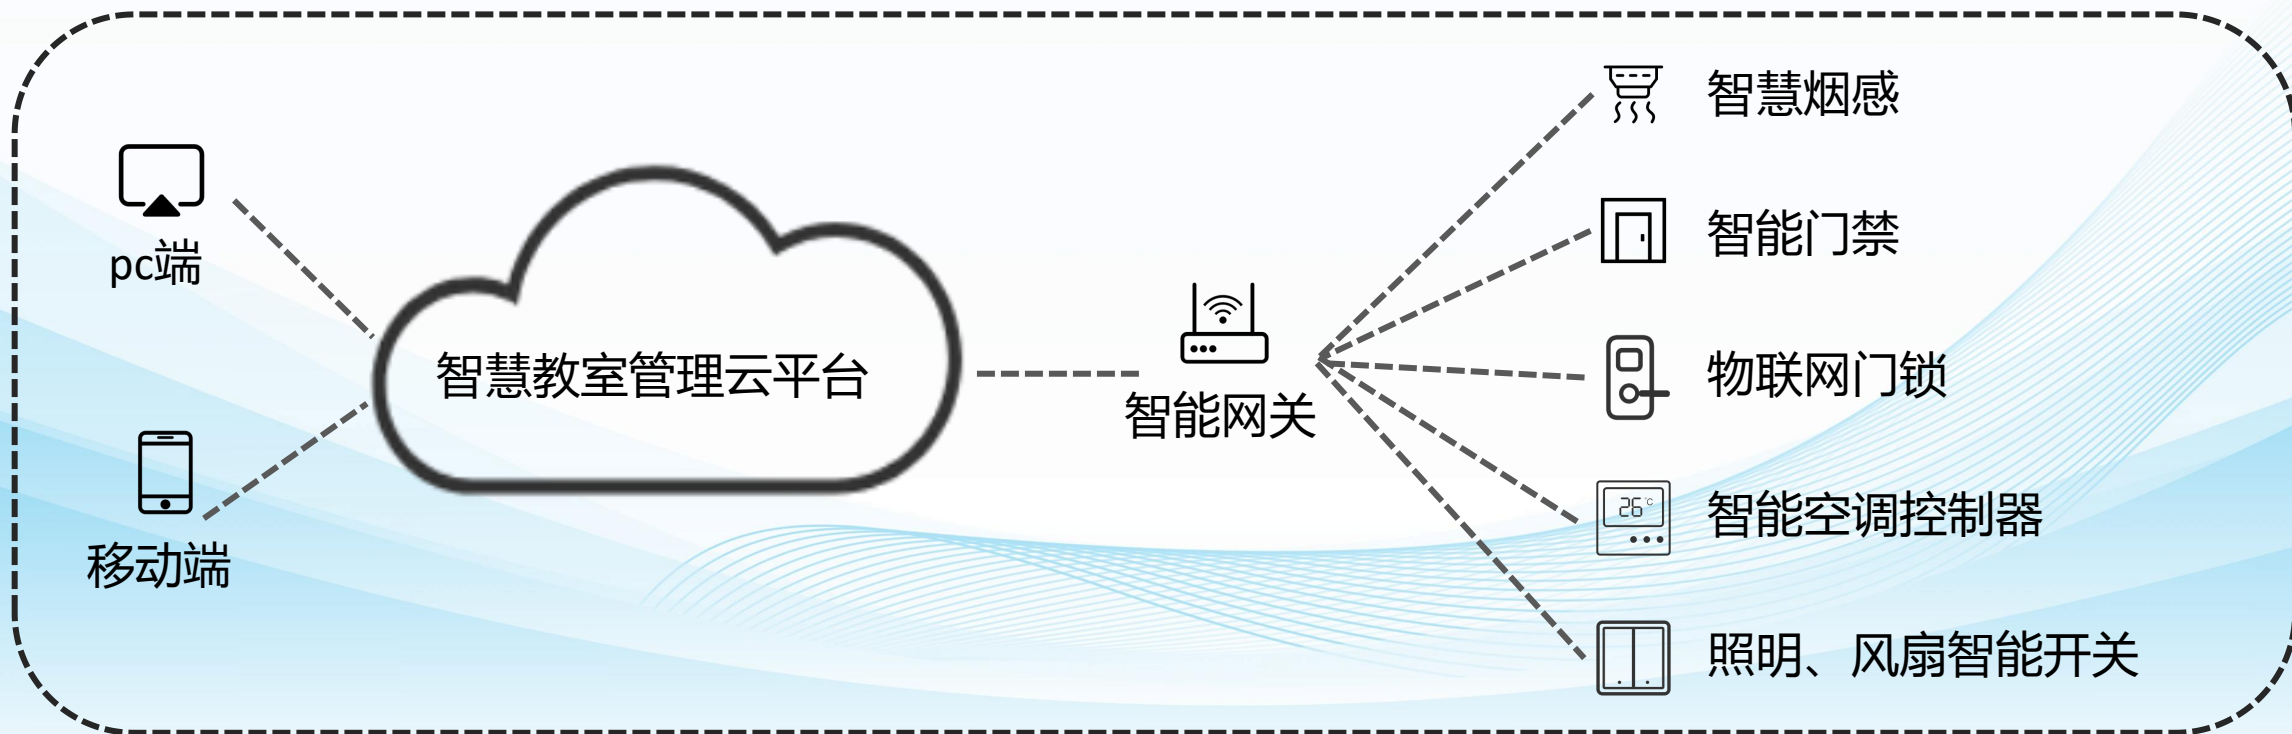 pc端
移动端
智慧教室管理云平台
智能网关
智慧烟感
智能门禁
物联网门锁
26℃
智能空调控制器
照明、风扇智能开关